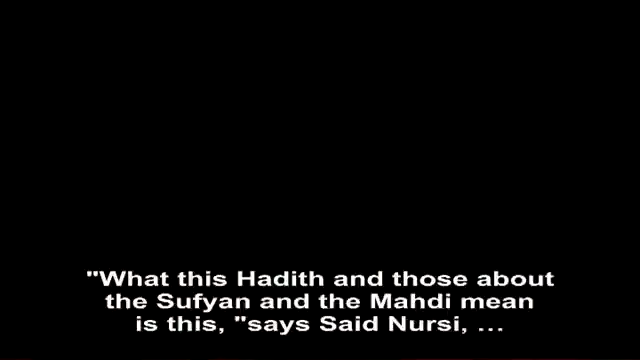 "What this Hadith and those about
the Sufyan and the Mahdi mean
is this, "says Said Nursi, ...